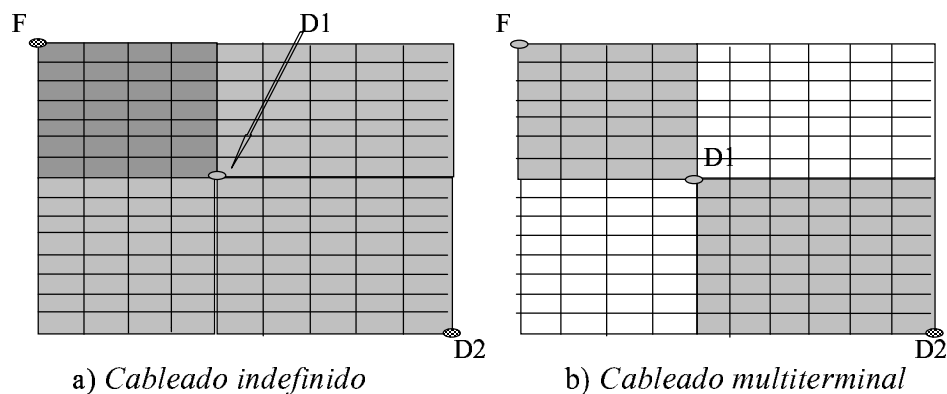 F
D1
D2
a) Cableado indefinido
F
D1
D2
b) Cableado multiterminal